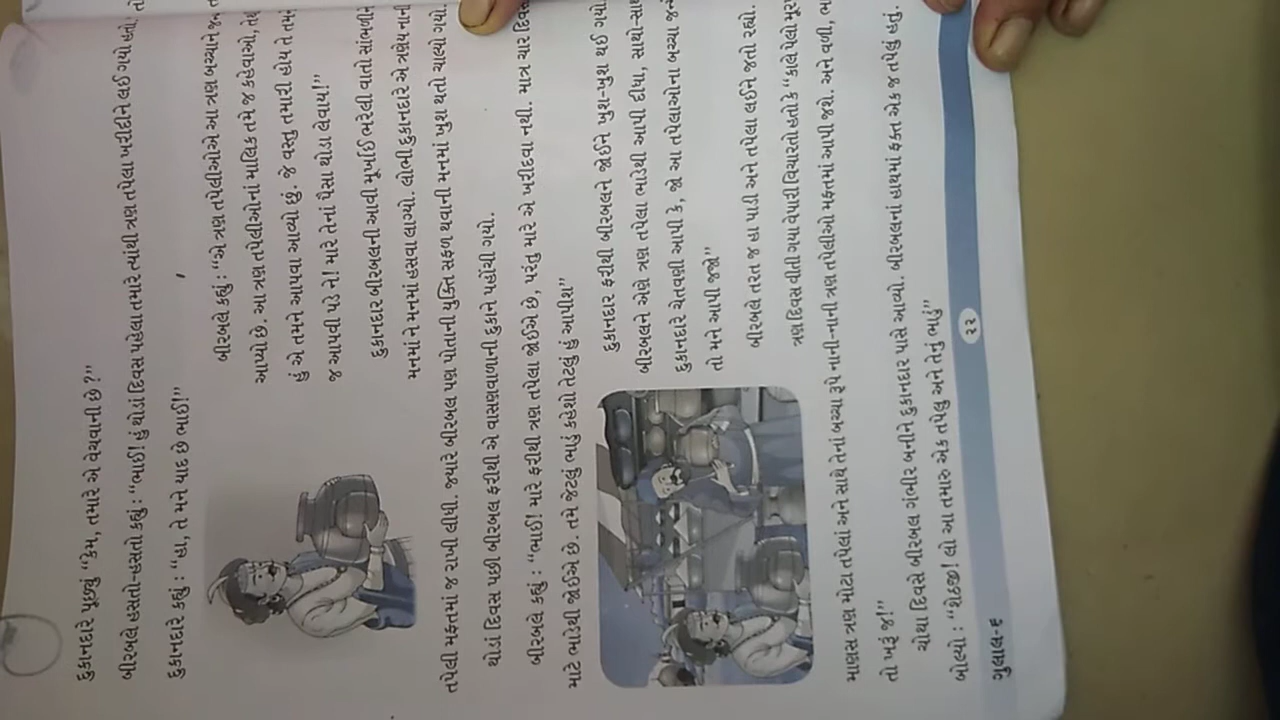 દુકાનદારે પૂછ્યું “કેમ, તમારે એ વેચવાની છે?”
બીરબલે હસતો-હસતો કહ્યું : “ભાઈ! હું થોડાં દિવસ પહેલા તમારે ત્યાંથી ત્રણ તપેલા ખરીદીને લઈ ગયો હતો.
દુકાનદારે કહ્યું : “હા, તે મને યાદ છે ભાઈ!”
બીરબલે કહ્યું : “એ ત્રણ તપેલીઓએ આ ત્રણ બચ્ચાને જન્મ
આપ્યો છે. આ ત્રણ તપેલીઓનાં માલિક તમે જ કહેવાઓ, તેથી
હું એ તમને આપવા આવ્યો છું. જે વસ્તુ તમારી હોય તે તમને
જ આપવી પડે ને! મારે તેનાં પૈસા થોડા લેવાય!”
દુકાનદાર બીરબલની આવી મૂર્ખાઈ ભરેલી વાતો સાંભળીને
મનમાં ને મનમાં હસવા લાગ્યો. લોભી દુકાનદારે એ ત્રણેય
તપેલી મફતમાં જ રાખી લીધી. જ્યારે બીરબલ પણ પોતાની યુક્તિ સફળ થવાની મનમાં ખુશ થતો ચાલ્યો ગયો.
થોડાં દિવસ પછી બીરબલ ફરીથી એ વાસણવાળાની દુકાને પહોંચી ગયો.
બીરબલે કહ્યું : “ભાઈ! મારે ફરીથી ત્રણ તપેલા જોઈએ છે, પરંતુ મારે એ ખરીદવા નથી. માત્ર ચાર દિવસ
માટે ભાડેથી જોઈએ છે. તમે જેટલું ભાડું કહેશો તેટલું હું આપીશ”
દુકાનદાર ફરીથી બીરબલને જોઈને ખુશ-ખુશ થઈ ગયો.
બીરબલને એણે ત્રણ તપેલા ભાડેથી આપી દીધા, સાથો-સાથ
દુકાનદારે ચેતવણી આપી કે, જો આ તપેલાઓના બચ્ચા જન્મે
તો મને આપી જજો”
બીરબલે તરત જ હા પાડી અને તપેલા લઈને જતો રહ્યો.
ત્રણ દિવસ વીતી ગયા વેપારી વિચારતો હતો કે “કાલે પેલો મૂરખ
માણસ ત્રણ મોટા તપેલાં અને સાથે તેનાં બચ્ચા રૂપે નાની-નાની ત્રણ તપેલીઓ મફતમાં આપી જશે. અને વળી,
તો ખરૂં જ!”
ચોથા દિવસે બીરબલ ગંભીર બનીને દુકાનદાર પાસે આવ્યો. બીરબલનાં હાથમાં ફક્ત એક જ તપેલું હતું.
બોલ્યો : “શેઠજી! લો આ તમારું એક તપેલુ અને તેનું ભાડું”
ગુલાલ-૬
૨૨